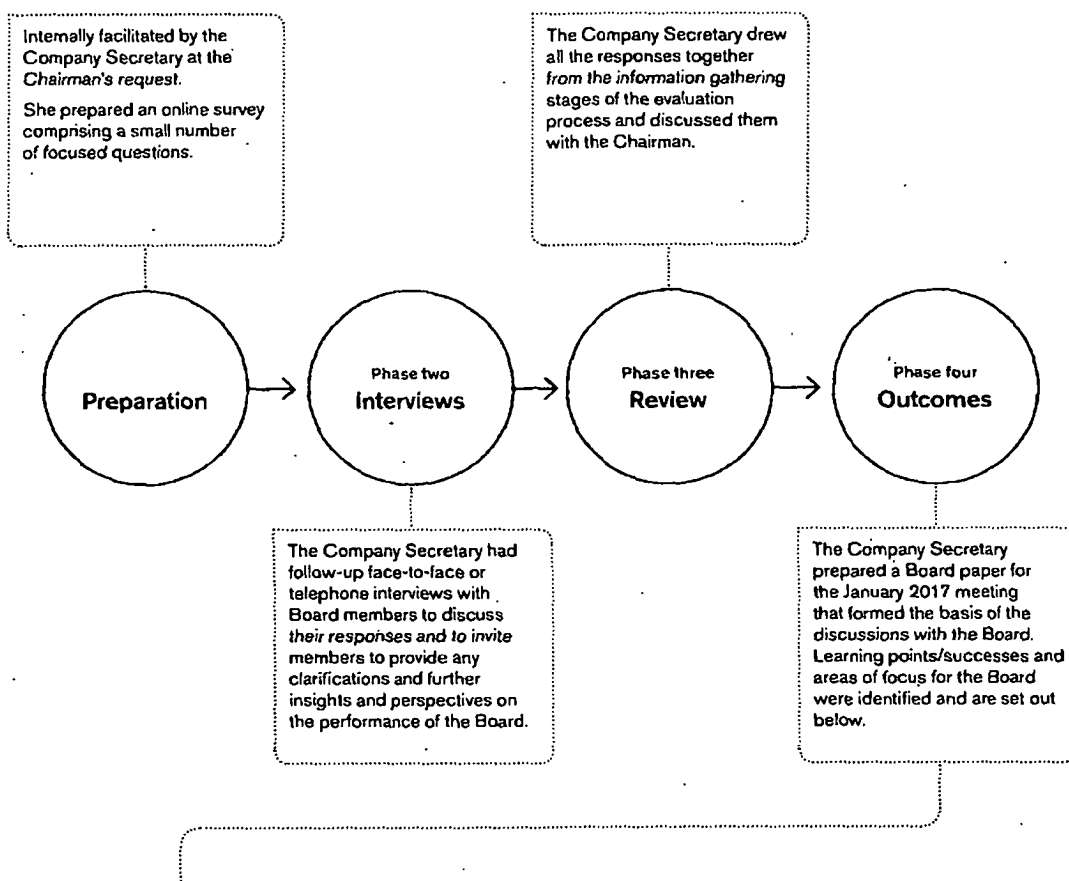 Internally facilitated by the
Company Secretary at the
Chairman's request.
She prepared an online survey
comprising a small number
of focused questions.
The Company Secretary drew
all the responses together
from the information gathering
stages of the evaluation
process and discussed them
with the Chairman.
Preparation
Phase two
Interviews
Phase three
Review
Phase four
Outcomes
The Company Secretary had
follow-up face-to-face or
telephone interviews with
Board members to discuss
their responses and to invite
members to provide any
clarifications and further
insights and perspectives on
the performance of the Board.
The Company Secretary
prepared a Board paper for
the January 2017 meeting
that formed the basis of the
discussions with the Board.
Learning points/successes and
areas of focus for the Board
were identified and are set out
below.